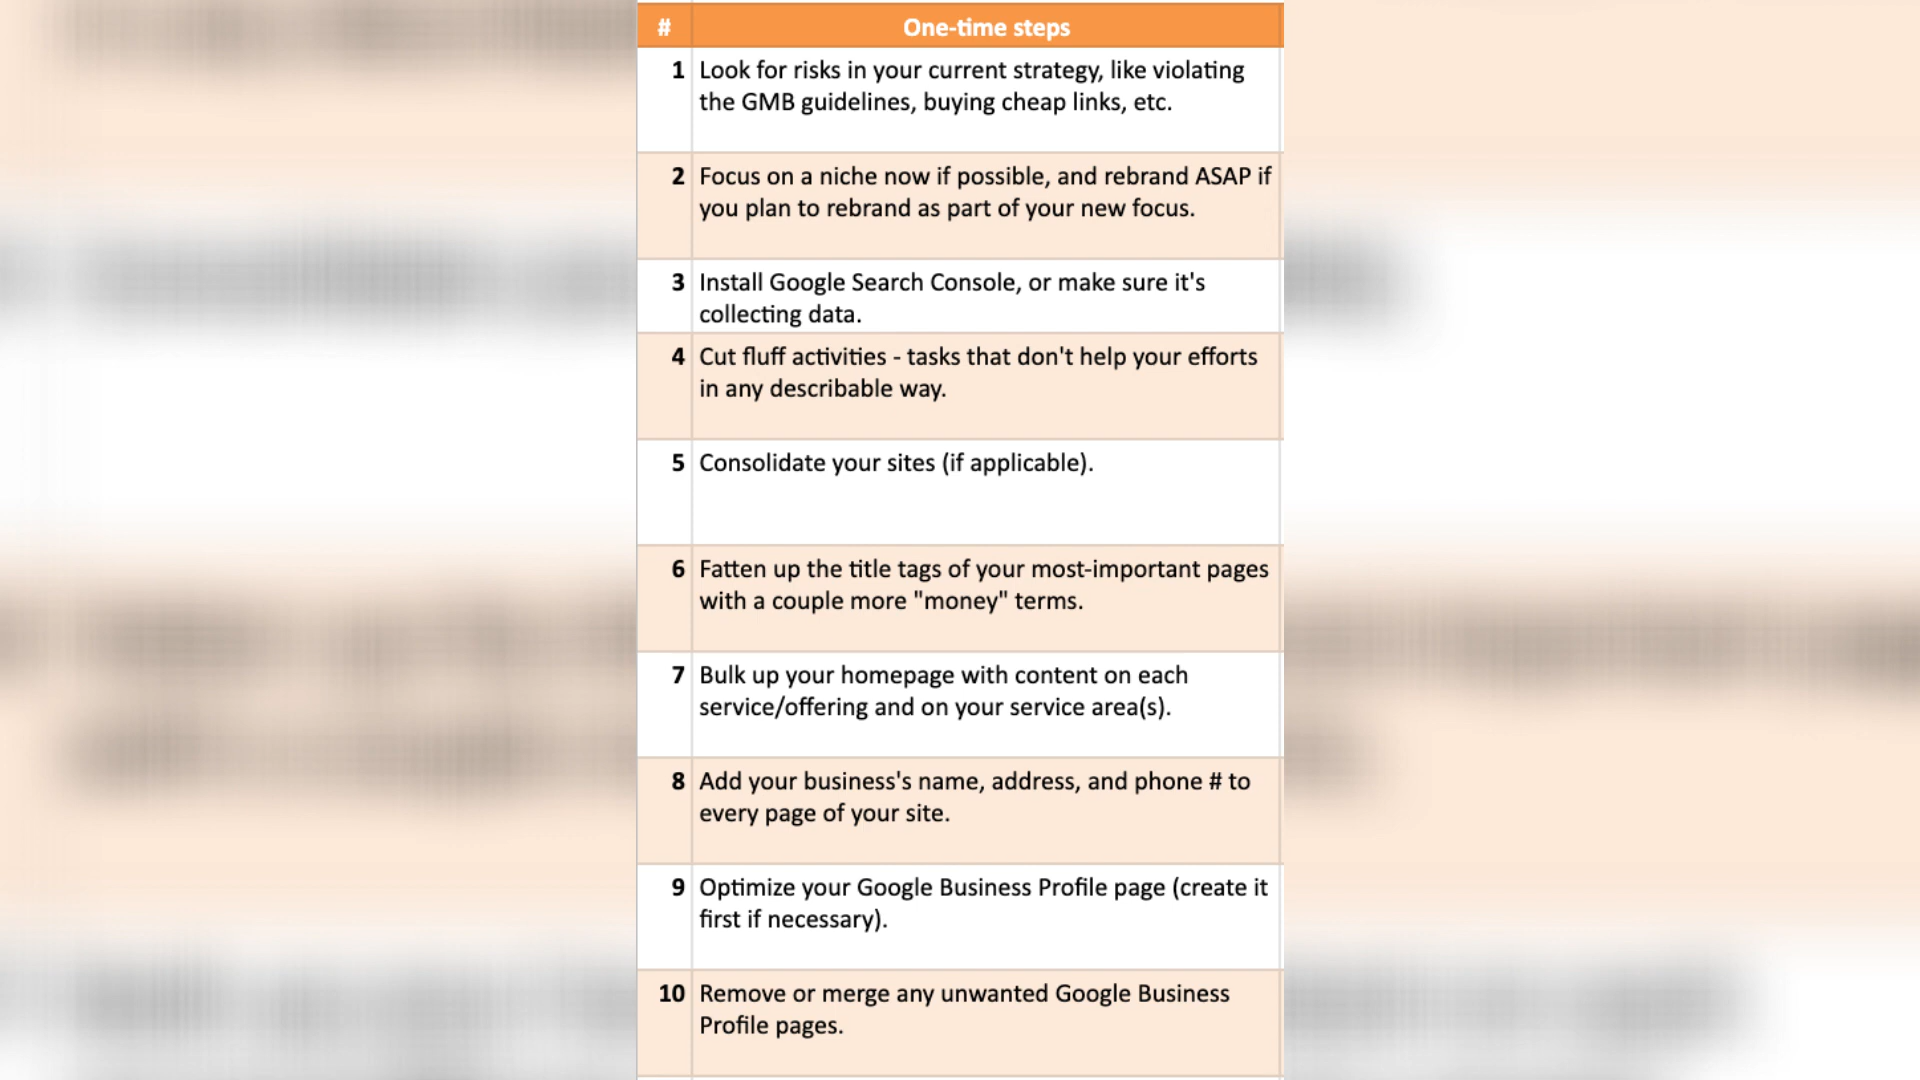 # One-time steps
1 Look for risks in your current strategy, like violating
the GMB guidelines, buying cheap links, etc.
2 Focus on a niche now if possible, and rebrand ASAP if
you plan to rebrand as part of your new focus.
3 Install Google Search Console, or make sure it's
collecting data.
4 Cut fluff activities - tasks that don't help your efforts
in any describable way.
5 Consolidate your sites (if applicable).
6 Fatten up the title tags of your most-important pages
with a couple more "money" terms.
7 Bulk up your homepage with content on each
service/offering and on your service area(s).
8 Add your business's name, address, and phone # to
every page of your site.
9 Optimize your Google Business Profile page (create it
first if necessary).
10 Remove or merge any unwanted Google Business
Profile pages.